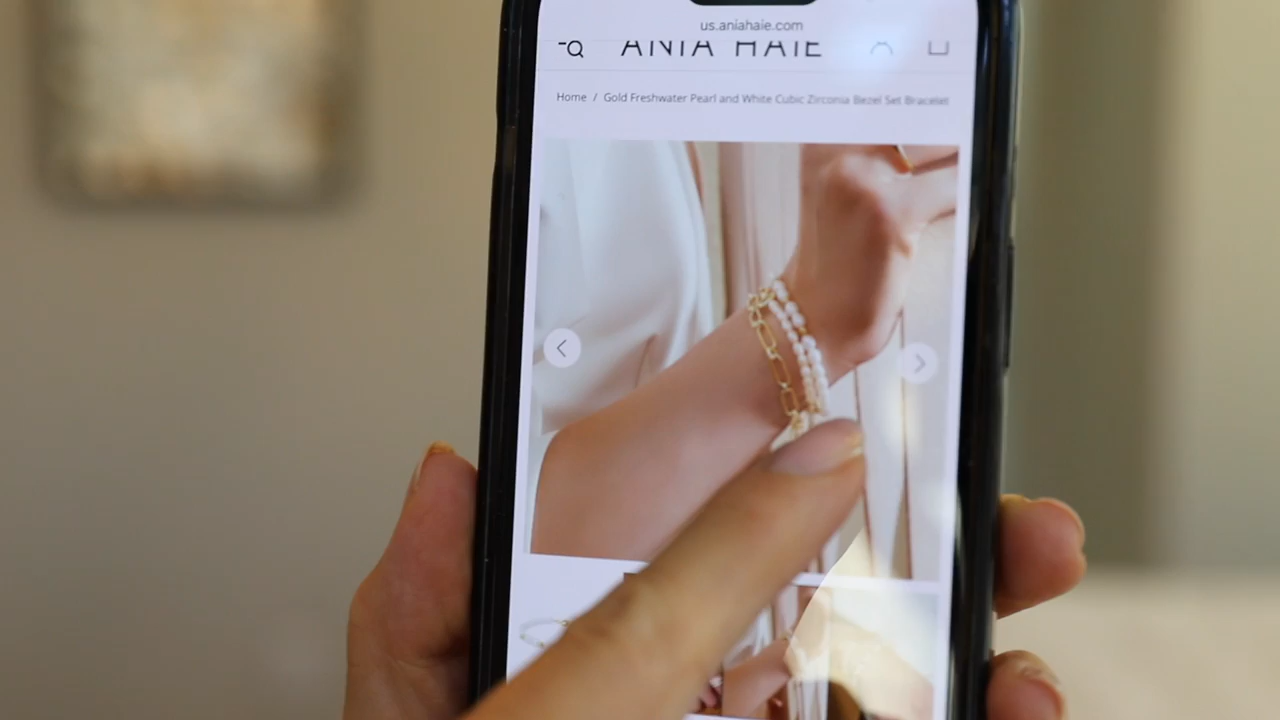 us.aniahaie.com
ANIA HAIE
Home / Gold Freshwater Pearl and White Cubic Zirconia Bezel Set Bracelet